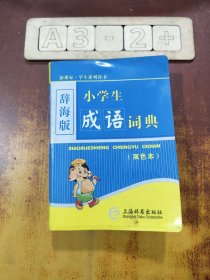 A-3-2÷
新课标·学生系列辞书
小学生
辞海版
成语词典
XIAOXUESHENG CHENGYU CIDIAN
(双色本)
上海辞书出版社